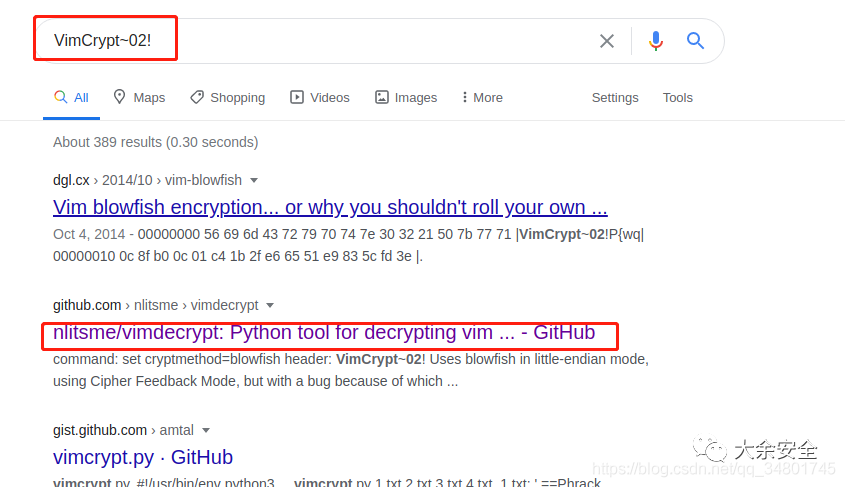 VimCrypt~02!
All
Maps
Shopping
Videos
Images
More
Settings
Tools
About 389 results (0.30 seconds)
dgl.cx › 2014/10 › vim-blowfish
Vim blowfish encryption... or why you shouldn't roll your own ...
Oct 4, 2014 - 00000000 56 69 6d 43 72 79 70 74 7e 30 32 21 50 7b 77 71 |VimCrypt~02!P{wq|
00000010 0c 8f b0 0c 01 c4 1b 2f e6 65 51 e9 83 5c fd 3e |.
github.com › nlitsme › vimdecrypt
nlitsme/vimdecrypt: Python tool for decrypting vim ... - GitHub
command: set cryptmethod=blowfish header: VimCrypt~02! Uses blowfish in little-endian mode,
using Cipher Feedback Mode, but with a bug because of which ...
gist.github.com › amtal
vimcrypt.py · GitHub
vimcrypt.py. #!/usr/bin/env python3. ... vimcrypt.py 1.txt 2.txt 3.txt 4.txt. 1.txt: ' ==Phrack
大余安全
https://blog.csdn.net/qq_34801745